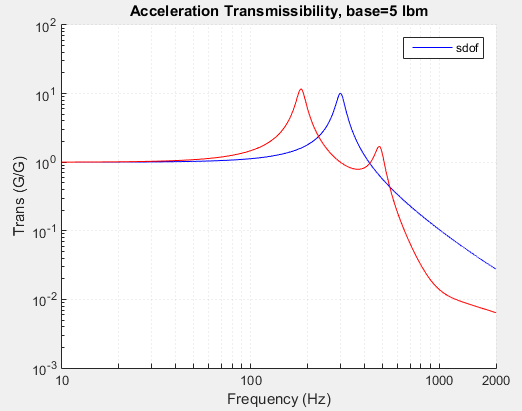 Acceleration Transmissibility, base=5 lbm
sdof
Trans (G/G)
10^2
10^1
10^0
10^-1
10^-2
10^-3
10 100 1000 2000
Frequency (Hz)